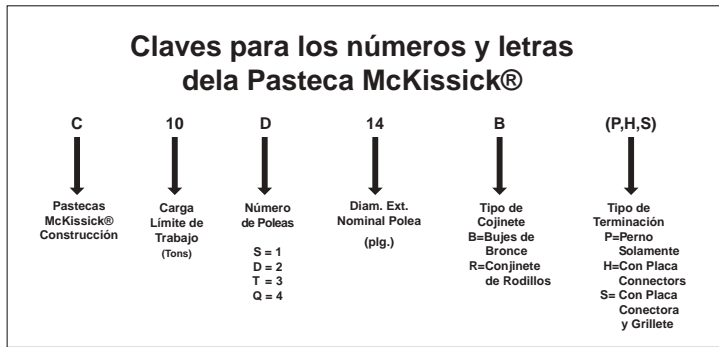 Claves para los números y letras
dela Pasteca McKissick®
C
10
D
14
B
(P,H,S)
Pastecas
McKissick®
Construcción
Carga
Límite de
Trabajo
(Tons)
Número
de Poleas
S = 1
D = 2
T = 3
Q = 4
Diam. Ext.
Nominal Polea
(plg.)
Tipo de
Cojinete
B=Bujes de
Bronce
R=Conjinete
de Rodillos
Tipo de
Terminación
P=Perno
Solamente
H=Con Placa
Connectors
S= Con Placa
Conectora
y Grillete